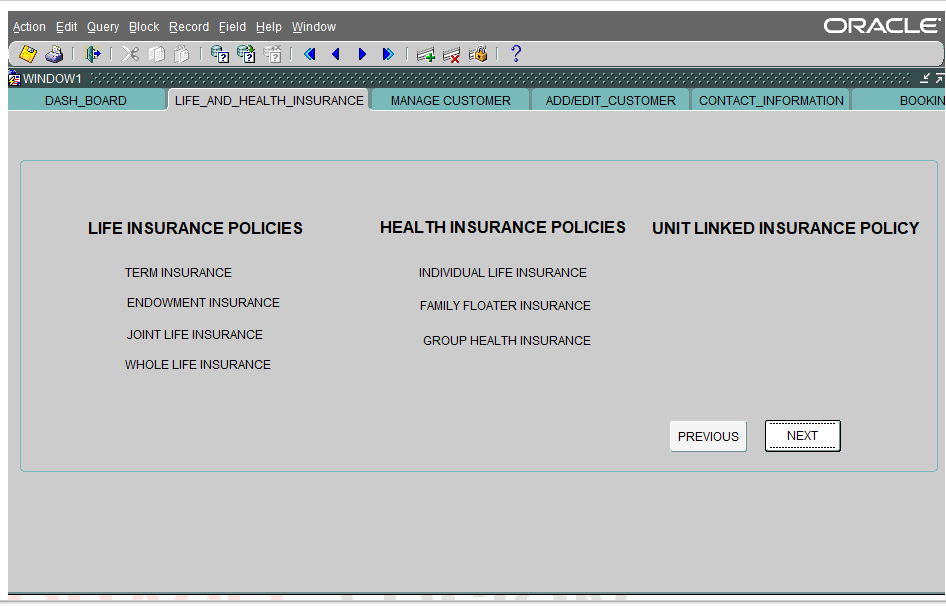 Action Edit Query Block Record Field Help Window
ORACLE
WINDOW1
DASH_BOARD LIFE_AND_HEALTH_INSURANCE MANAGE CUSTOMER ADD/EDIT_CUSTOMER CONTACT_INFORMATION BOOKIN
LIFE INSURANCE POLICIES HEALTH INSURANCE POLICIES UNIT LINKED INSURANCE POLICY
TERM INSURANCE INDIVIDUAL LIFE INSURANCE
ENDOWMENT INSURANCE FAMILY FLOATER INSURANCE
JOINT LIFE INSURANCE GROUP HEALTH INSURANCE
WHOLE LIFE INSURANCE
PREVIOUS NEXT